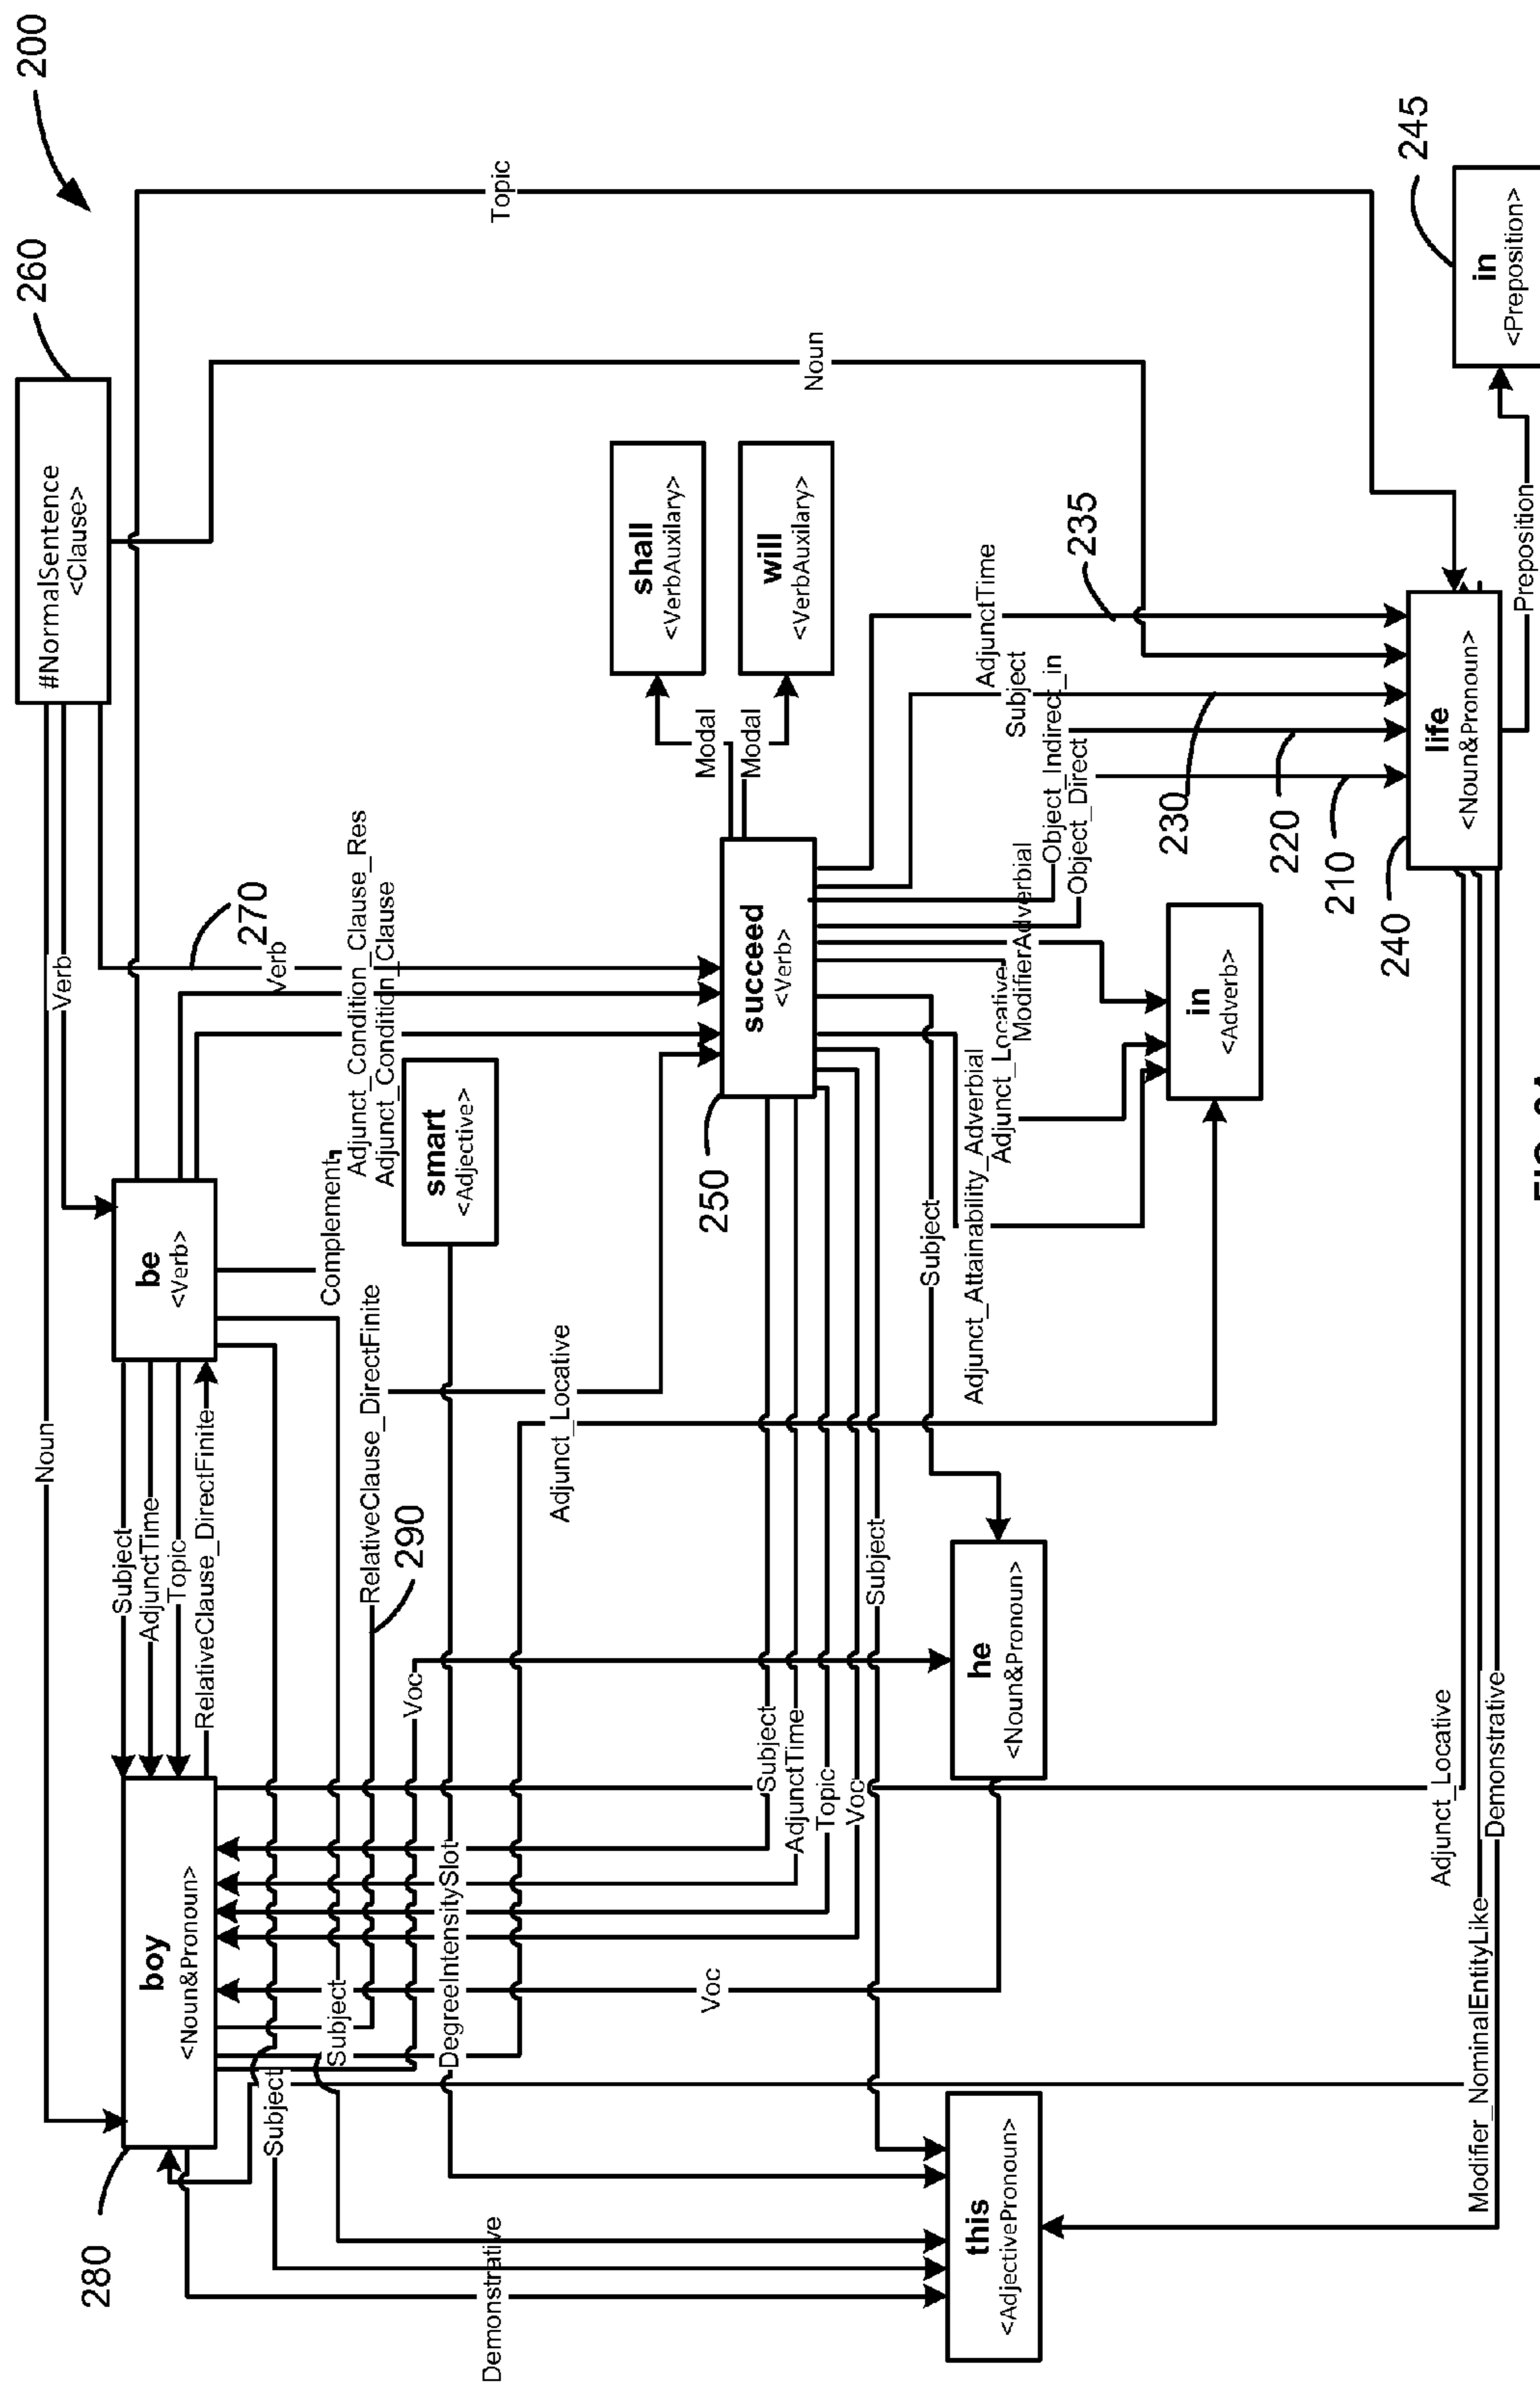 200
260
#NormalSentence
<Clause>
Topic
Noun
Verb
Noun
be
<Verb>
Subject
AdjunctTime
Topic
RelativeClause_DirectFinite
boy
<Noun&Pronoun>
280
270
Verb
Adjunct_Condition_Clause_Res
Adjunct_Condition_Clause
Complement
smart
<Adjective>
RelativeClause_DirectFinite
290
Voc
DegreeIntensitySlot
Subject
Subject
Demonstrative
Adjunct_Locative
shall
<VerbAuxilary>
will
<VerbAuxilary>
Modal
Modal
succeed
<Verb>
250
Subject
AdjunctTime
Topic
Voc
Subject
Subject
Voc
Adjunct_Attainability_Adverbial
Adjunct_Locative
ModifierAdverbial
Object_Indirect_in
Object_Direct
Subject
AdjunctTime
235
230
220
210
240
in
<Adverb>
he
<Noun&Pronoun>
this
<AdjectivePronoun>
life
<Noun&Pronoun>
245
in
<Preposition>
Preposition
Adjunct_Locative
Modifier_NominalEntityLike
Demonstrative